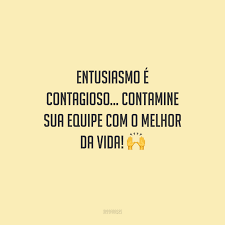 ENTUSIASMO É
CONTAGIOSO... CONTAMINE
SUA EQUIPE COM O MELHOR
DA VIDA! 🙌